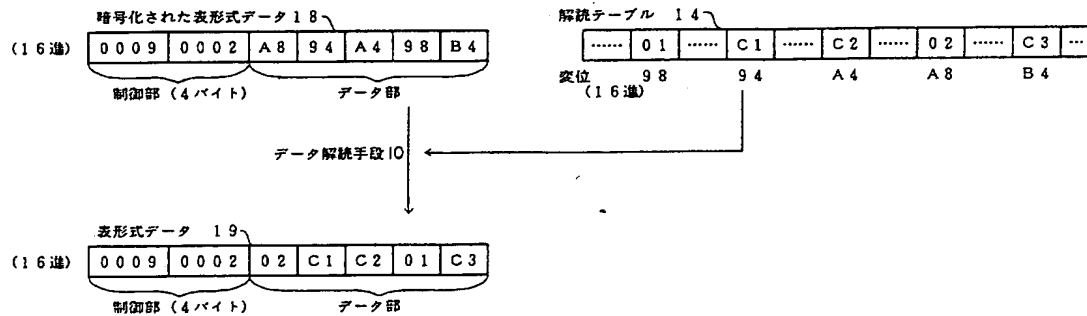 暗号化された表形式データ 18
(16進) 0009 0002 A8 94 A4 98 B4
制御部 (4バイト) データ部
解読テーブル 14
…… 01 …… C1 …… C2 …… 02 …… C3 …
変位 98 94 A4 A8 B4
(16進)
データ解読手段10
表形式データ 19
(16進) 0009 0002 02 C1 C2 01 C3
制御部 (4バイト) データ部